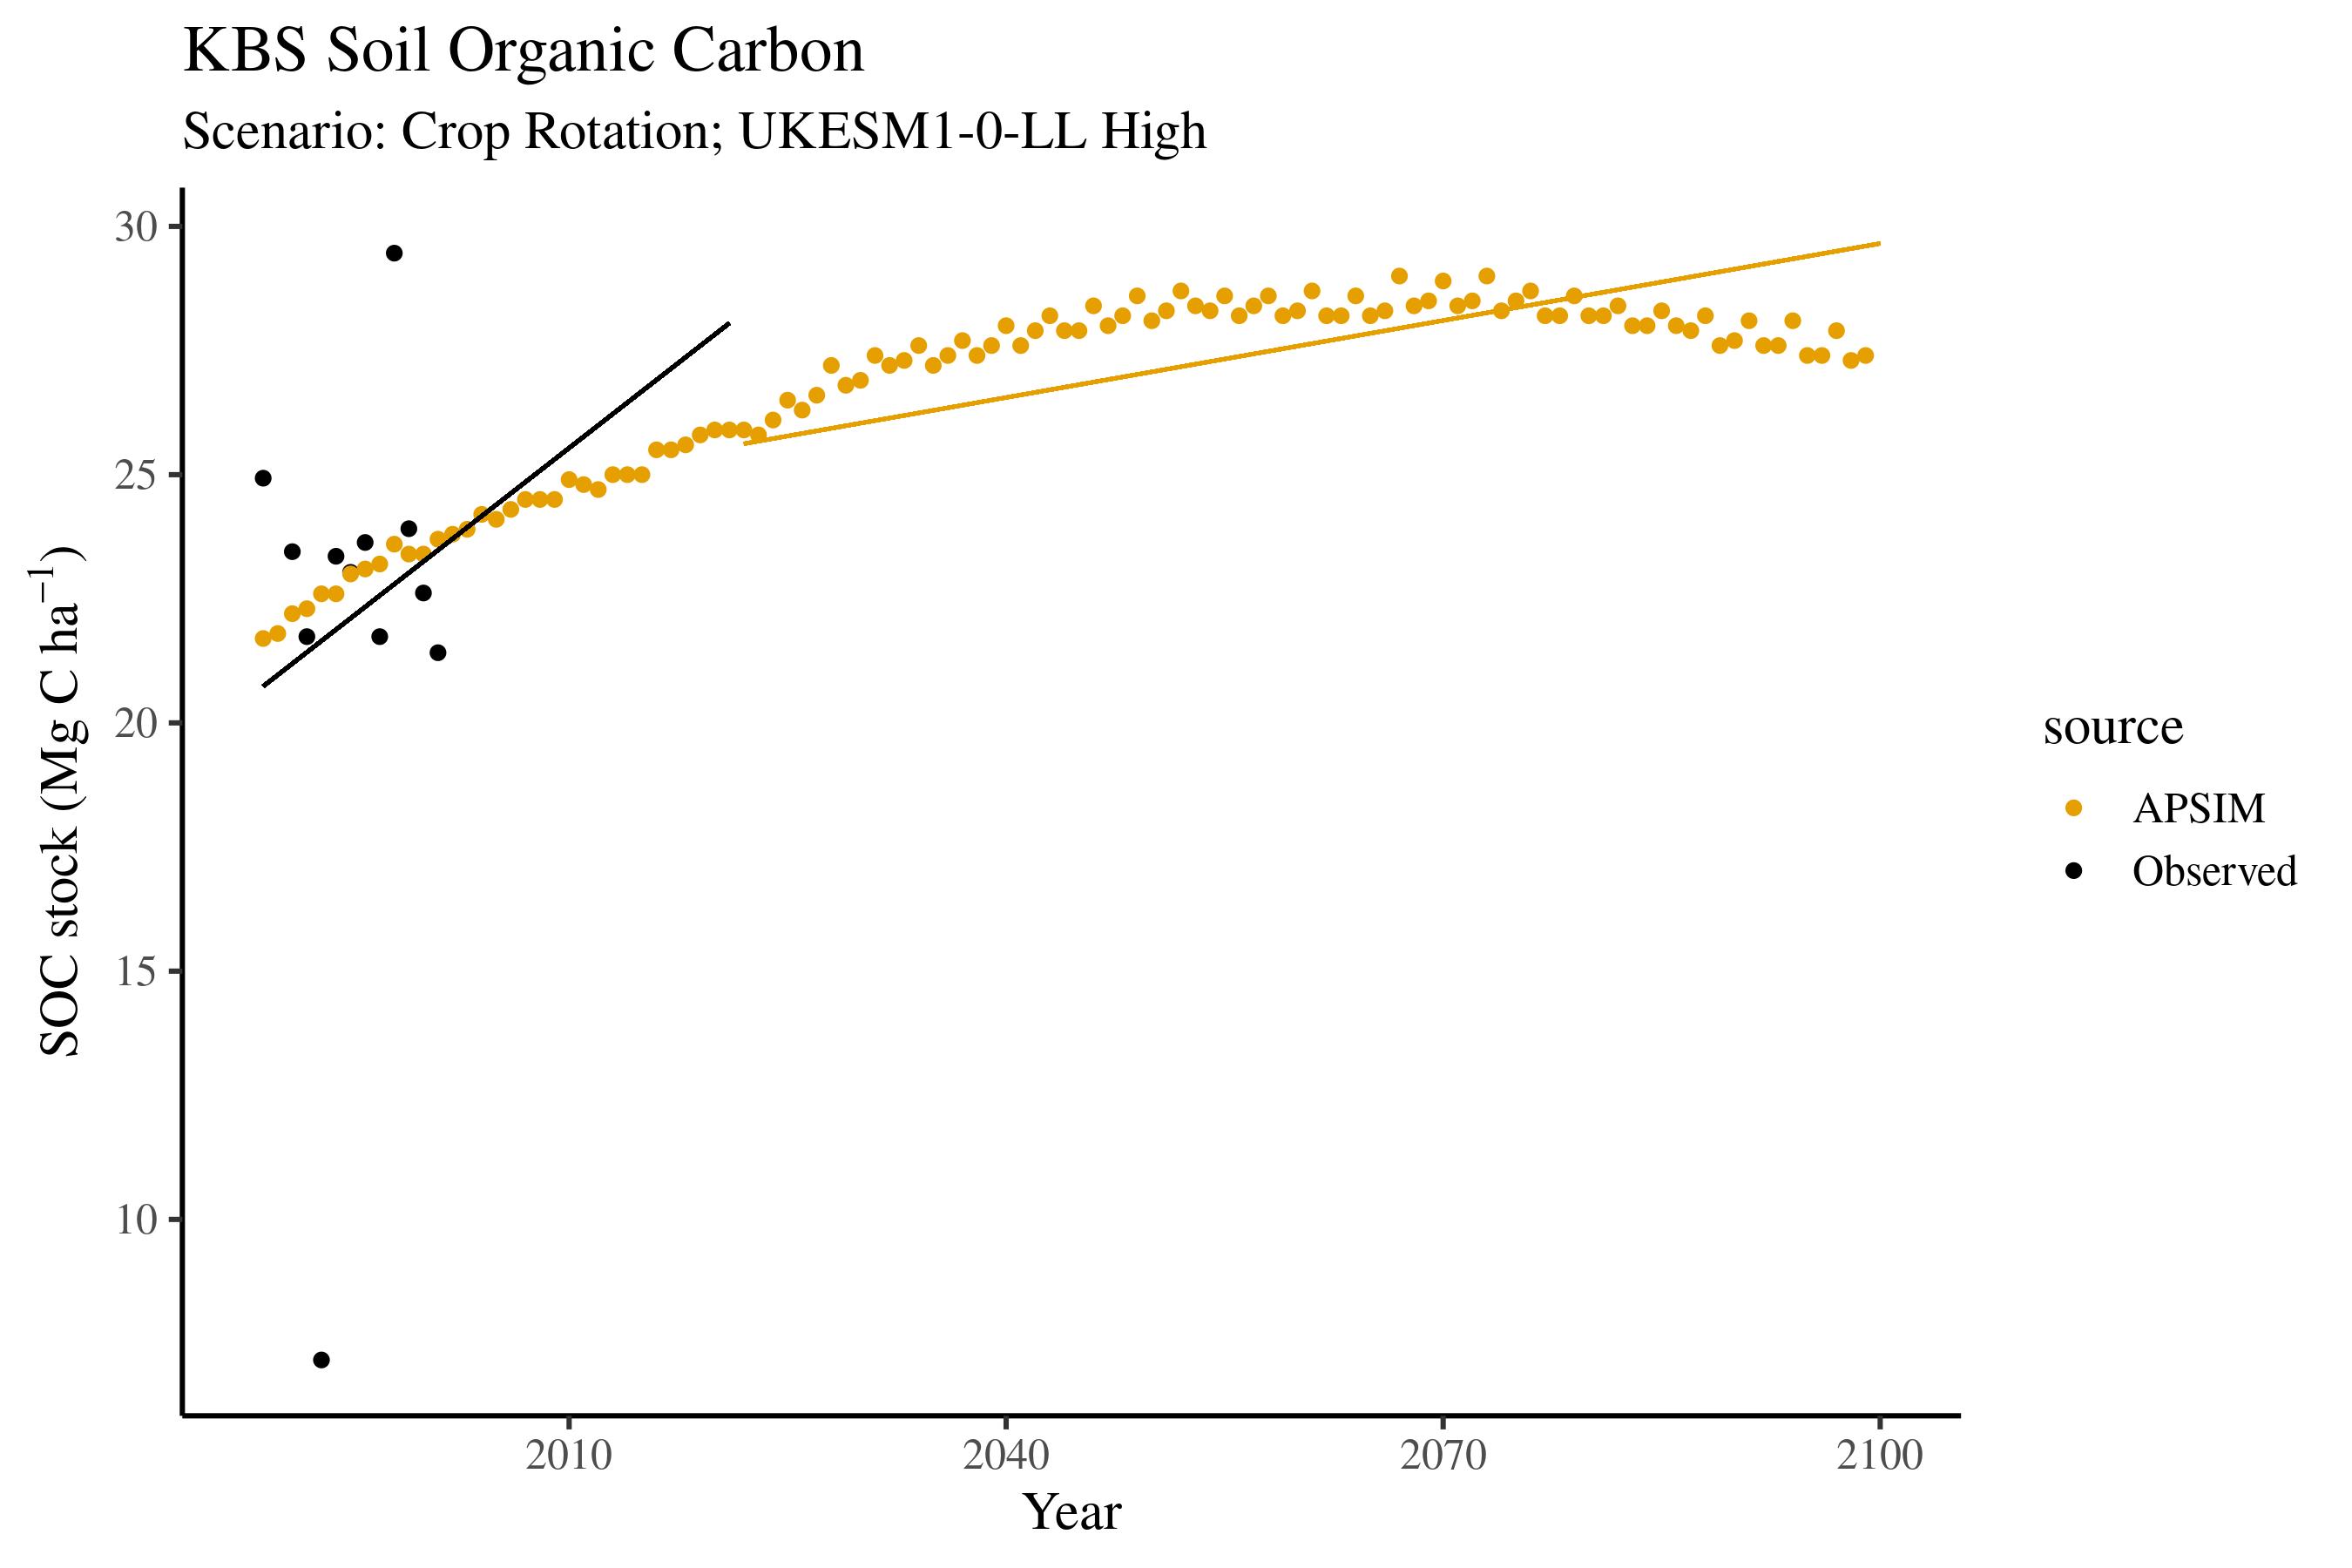 KBS Soil Organic Carbon
Scenario: Crop Rotation; UKESM1-0-LL High
SOC stock (Mg C ha⁻¹)
30
25
20
15
10
2010
2040
2070
2100
Year
source
APSIM
Observed